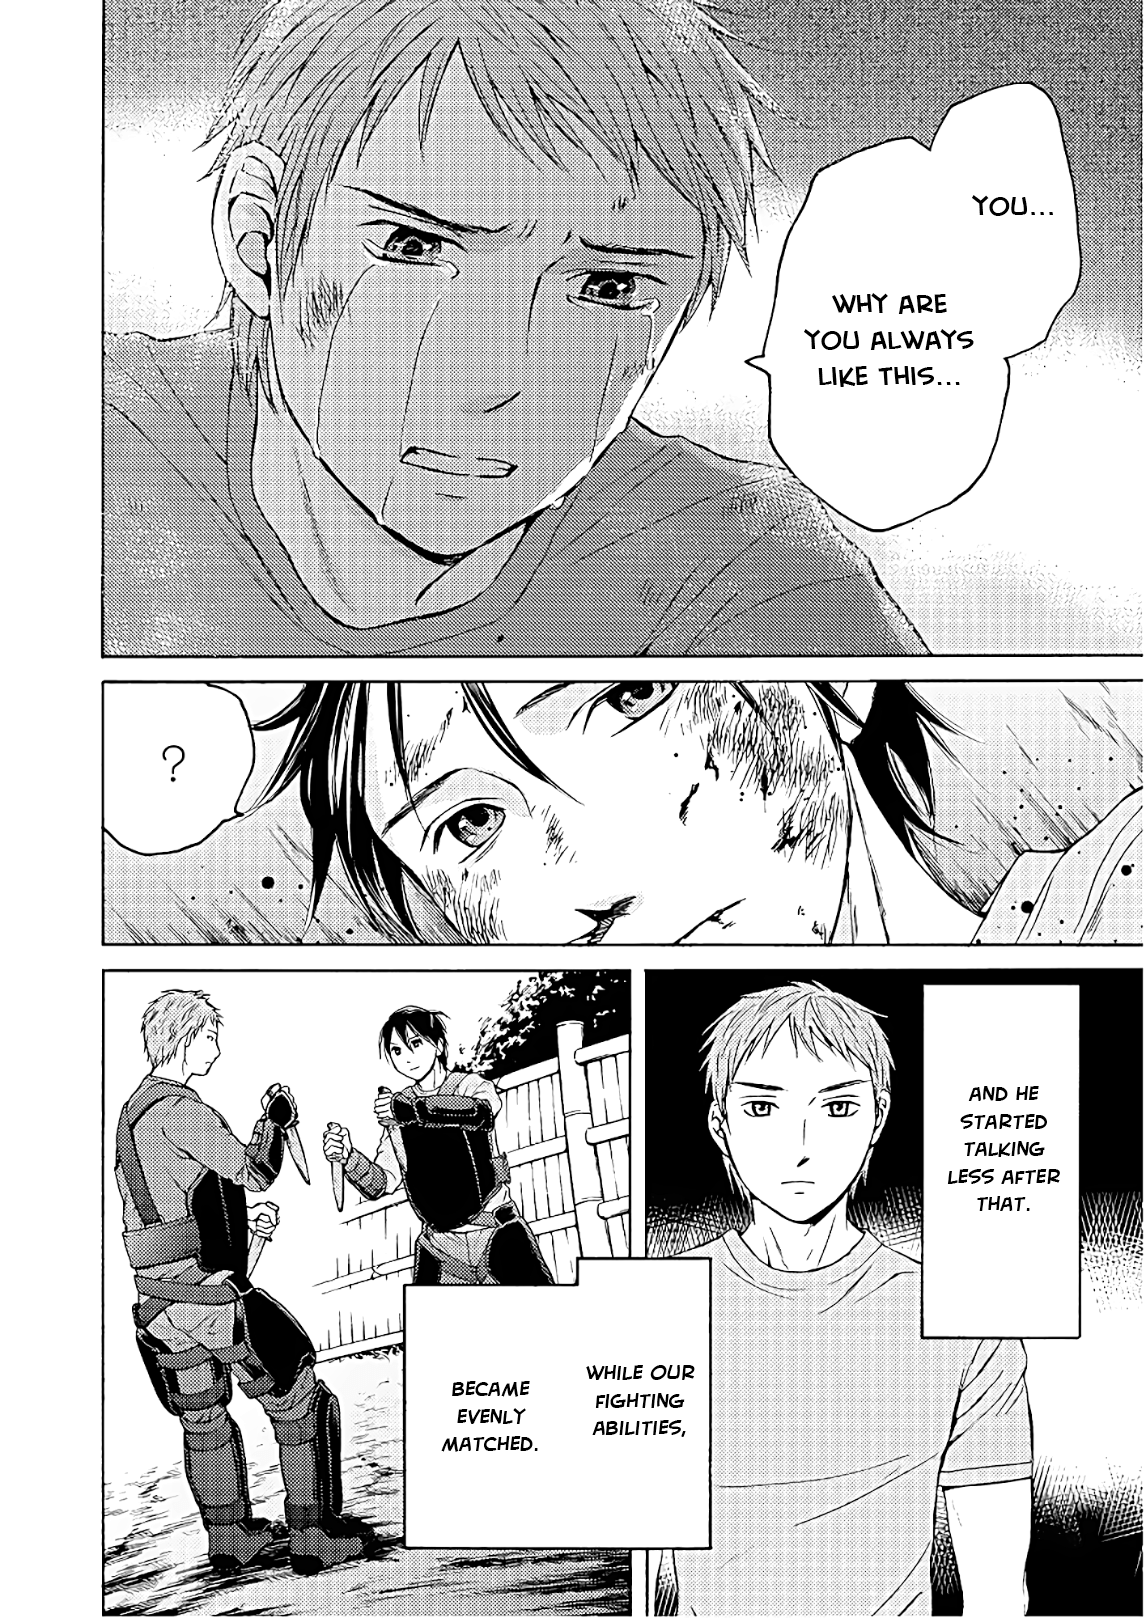 YOU...
WHY ARE
YOU ALWAYS
LIKE THIS...
?
AND HE
STARTED
TALKING
LESS AFTER
THAT.
WHILE OUR
FIGHTING
ABILITIES,
BECAME
EVENLY
MATCHED.